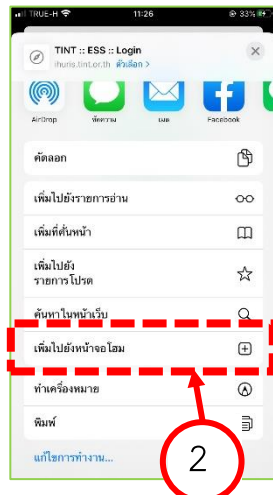 TRUE-H 11:26 33%
TINT :: ESS :: Login
ihuris.tint.or.th ตัวเลือก >
AirDrop ข้อความ เมล Facebook
คัดลอก
เพิ่มไปยังรายการอ่าน
เพิ่มที่คั่นหน้า
เพิ่มไปยัง
รายการโปรด
ค้นหาในหน้าเว็บ
เพิ่มไปยังหน้าจอโฮม
ทำเครื่องหมาย
พิมพ์
แก้ไขการทำงาน...
2